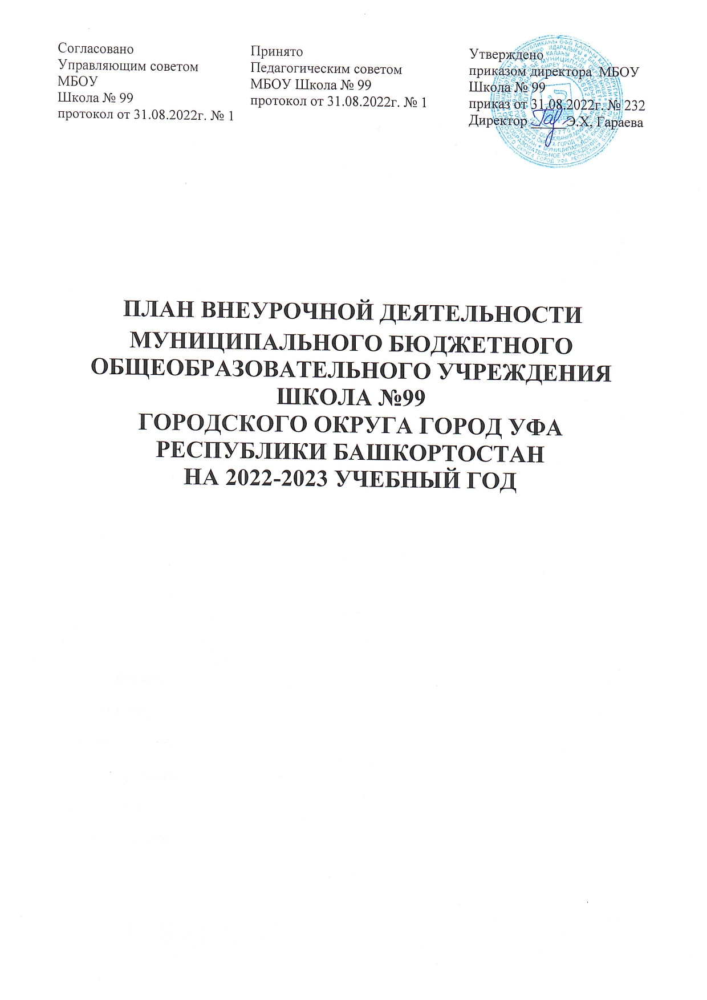 Согласовано
Управляющим советом
МБОУ
Школа № 99
протокол от 31.08.2022г. № 1
Принято
Педагогическим советом
МБОУ Школа № 99
протокол от 31.08.2022г. № 1
Утверждено
приказом директора МБОУ
Школа № 99
приказ от 31.08.2022г. № 232
Директор _____Э.Х, Гараева
ПЛАН ВНЕУРОЧНОЙ ДЕЯТЕЛЬНОСТИ
МУНИЦИПАЛЬНОГО БЮДЖЕТНОГО
ОБЩЕОБРАЗОВАТЕЛЬНОГО УЧРЕЖДЕНИЯ
ШКОЛА №99
ГОРОДСКОГО ОКРУГА ГОРОД УФА
РЕСПУБЛИКИ БАШКОРТОСТАН
НА 2022-2023 УЧЕБНЫЙ ГОД